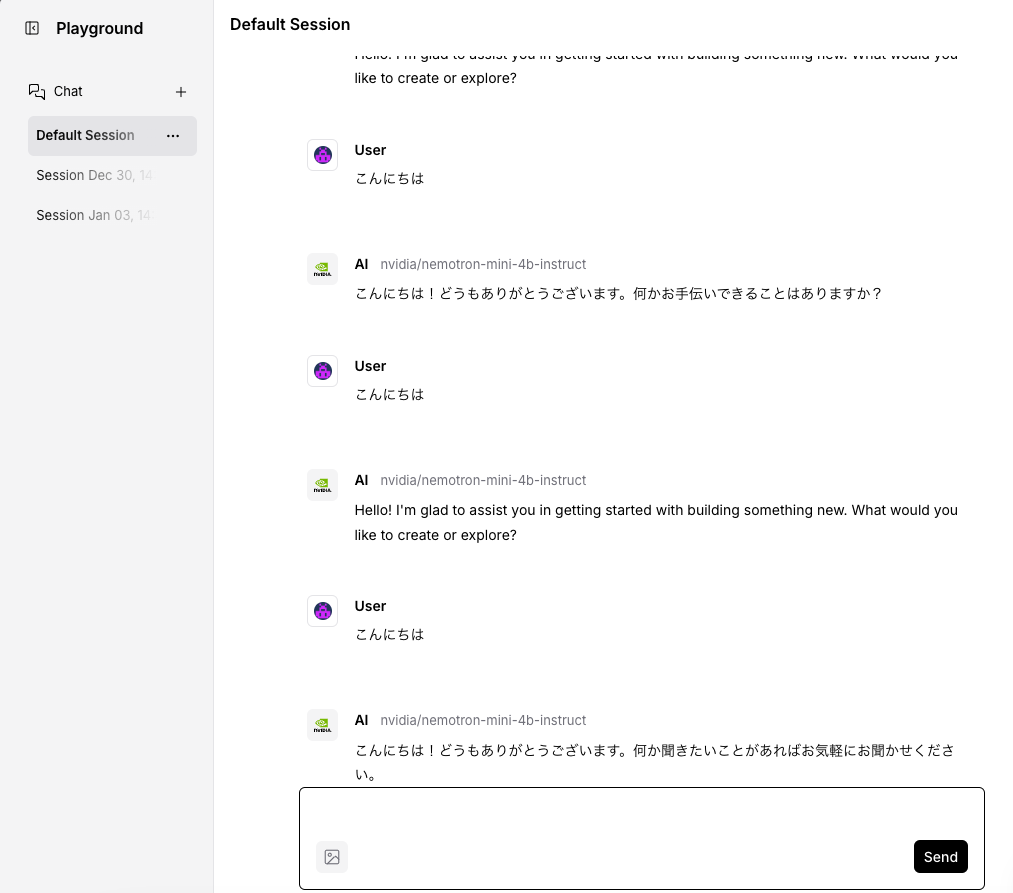 Playground
Chat
Default Session
Session Dec 30, 14
Session Jan 03, 14
Default Session
Hello! I'm glad to assist you in getting started with building something new. What would you
like to create or explore?
User
こんにちは
AI nvidia/nemotron-mini-4b-instruct
こんにちは！どうもありがとうございます。何かお手伝いできることはありますか？
User
こんにちは
AI nvidia/nemotron-mini-4b-instruct
Hello! I'm glad to assist you in getting started with building something new. What would you
like to create or explore?
User
こんにちは
AI nvidia/nemotron-mini-4b-instruct
こんにちは！どうもありがとうございます。何か聞きたいことがあればお気軽にお聞かせくださ
い。
Send